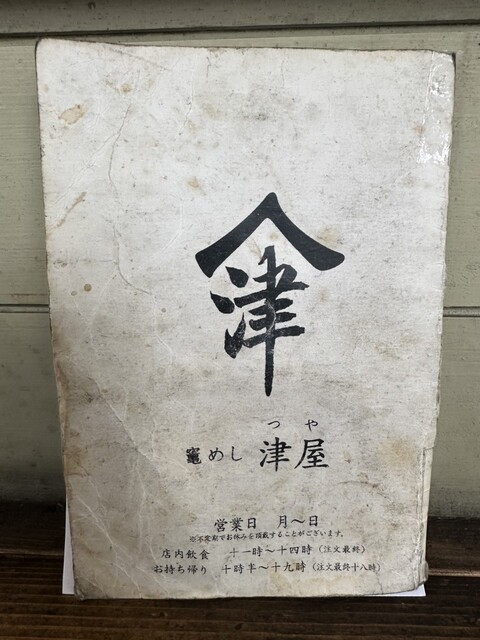 津
つや
竈めし 津屋
営業日 月〜日
※不定期でお休みを頂戴することがございます。
店内飲食 十一時〜十四時(注文最終)
お持ち帰り 十時半〜十九時(注文最終十八時)